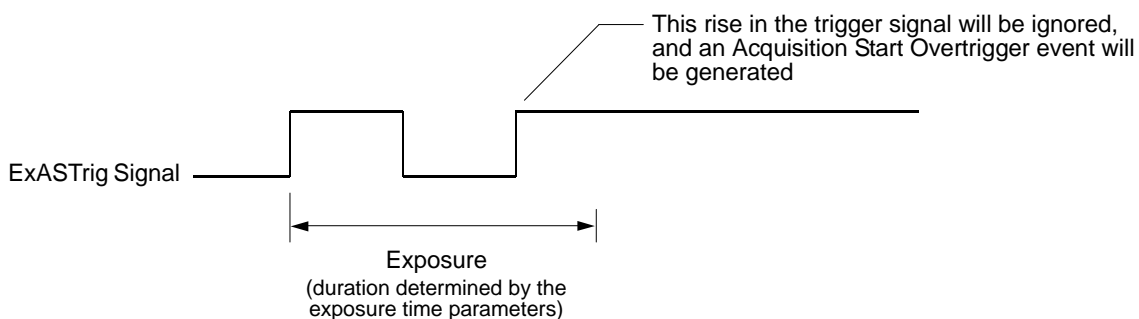 This rise in the trigger signal will be ignored,
and an Acquisition Start Overtrigger event will
be generated
ExASTrig Signal
Exposure
(duration determined by the
exposure time parameters)